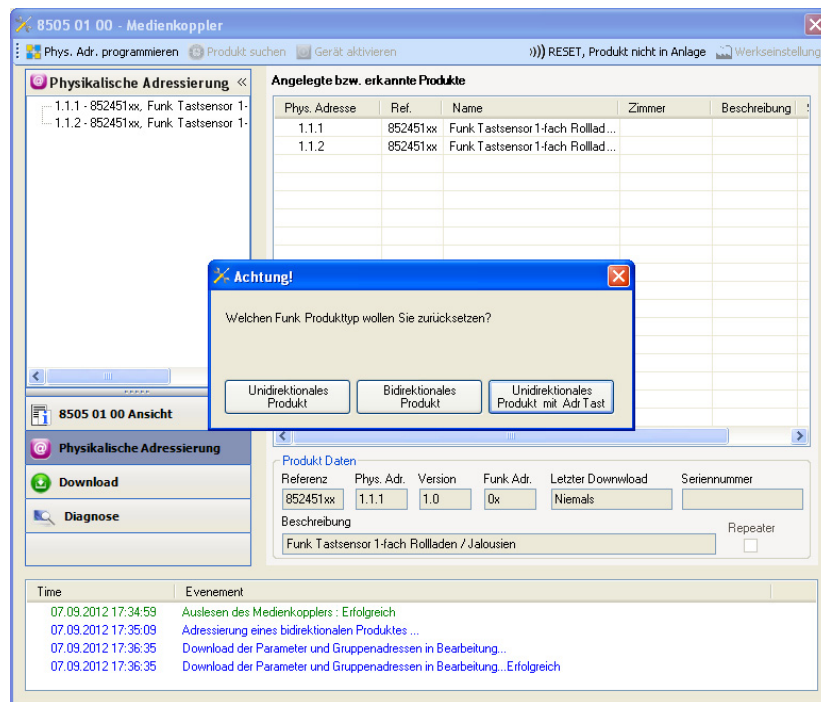 8505 01 00 - Medienkoppler
Phys. Adr. programmieren Produkt suchen Gerät aktivieren RESET, Produkt nicht in Anlage Werkseinstellung
Physikalische Adressierung
1.1.1 - 852451xx, Funk Tastsensor 1-
1.1.2 - 852451xx, Funk Tastsensor 1-
Angelegte bzw. erkannte Produkte
Phys. Adresse Ref. Name Zimmer Beschreibung
1.1.1 852451xx Funk Tastsensor 1-fach Rolllad...
1.1.2 852451xx Funk Tastsensor 1-fach Rolllad...
Achtung!
Welchen Funk Produkttyp wollen Sie zurücksetzen?
Unidirektionales Produkt
Bidirektionales Produkt
Unidirektionales Produkt mit Adr Tast
8505 01 00 Ansicht
Physikalische Adressierung
Download
Diagnose
Produkt Daten
Referenz Phys. Adr. Version Funk Adr. Letzter Downwload Seriennummer
852451xx 1.1.1 1.0 0x Niemals
Beschreibung
Repeater
Funk Tastsensor 1-fach Rollladen / Jalousien
Time Evenement
07.09.2012 17:34:59 Auslesen des Medienkopplers : Erfolgreich
07.09.2012 17:35:09 Adressierung eines bidirektionalen Produktes ...
07.09.2012 17:36:35 Download der Parameter und Gruppenadressen in Bearbeitung...
07.09.2012 17:36:35 Download der Parameter und Gruppenadressen in Bearbeitung...Erfolgreich